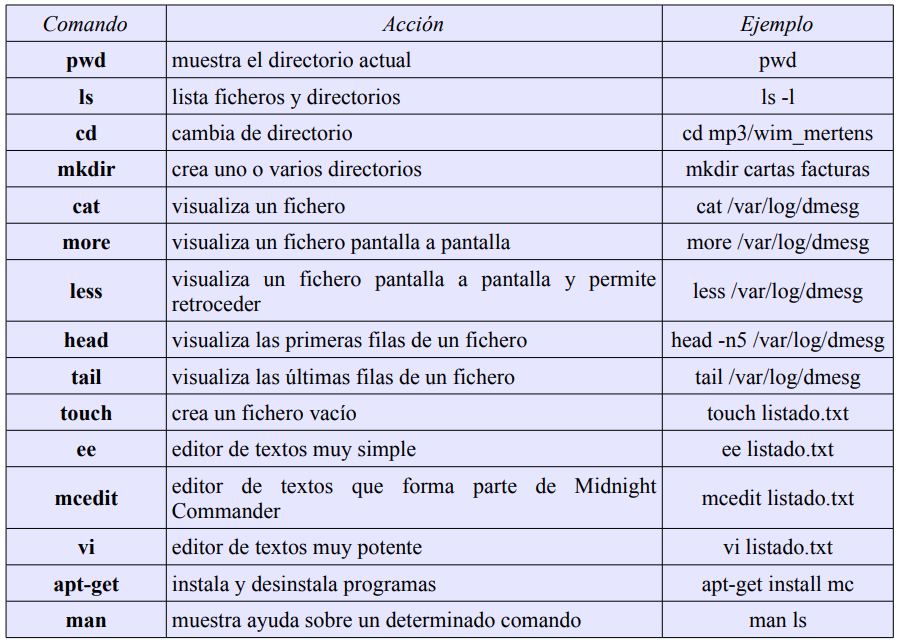 Comando Acción Ejemplo
pwd muestra el directorio actual pwd
ls lista ficheros y directorios ls -l
cd cambia de directorio cd mp3/wim_mertens
mkdir crea uno o varios directorios mkdir cartas facturas
cat visualiza un fichero cat /var/log/dmesg
more visualiza un fichero pantalla a pantalla more /var/log/dmesg
less visualiza un fichero pantalla a pantalla y permite
retroceder less /var/log/dmesg
head visualiza las primeras filas de un fichero head -n5 /var/log/dmesg
tail visualiza las últimas filas de un fichero tail /var/log/dmesg
touch crea un fichero vacío touch listado.txt
ee editor de textos muy simple ee listado.txt
mcedit editor de textos que forma parte de Midnight
Commander mcedit listado.txt
vi editor de textos muy potente vi listado.txt
apt-get instala y desinstala programas apt-get install mc
man muestra ayuda sobre un determinado comando man ls